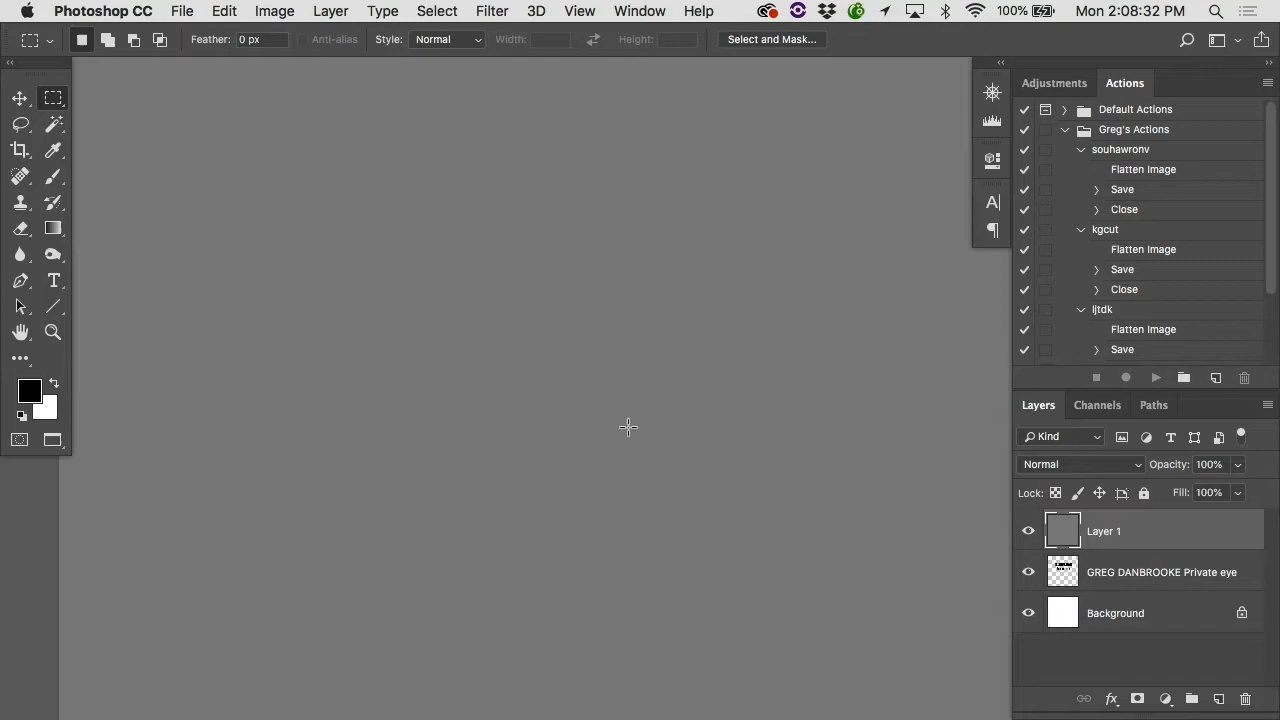 Photoshop CC File Edit Image Layer Type Select Filter 3D View Window Help 100% Mon 2:08:32 PM
Feather: 0 px Anti-alias Style: Normal Width: Height: Select and Mask...
Adjustments Actions
Default Actions
Greg's Actions
souhawronv
Flatten Image
Save
Close
kgcut
Flatten Image
Save
Close
ljtdk
Flatten Image
Save
Layers Channels Paths
Kind
Normal Opacity: 100%
Lock: Fill: 100%
Layer 1
GREG DANBROOKE Private eye
Background